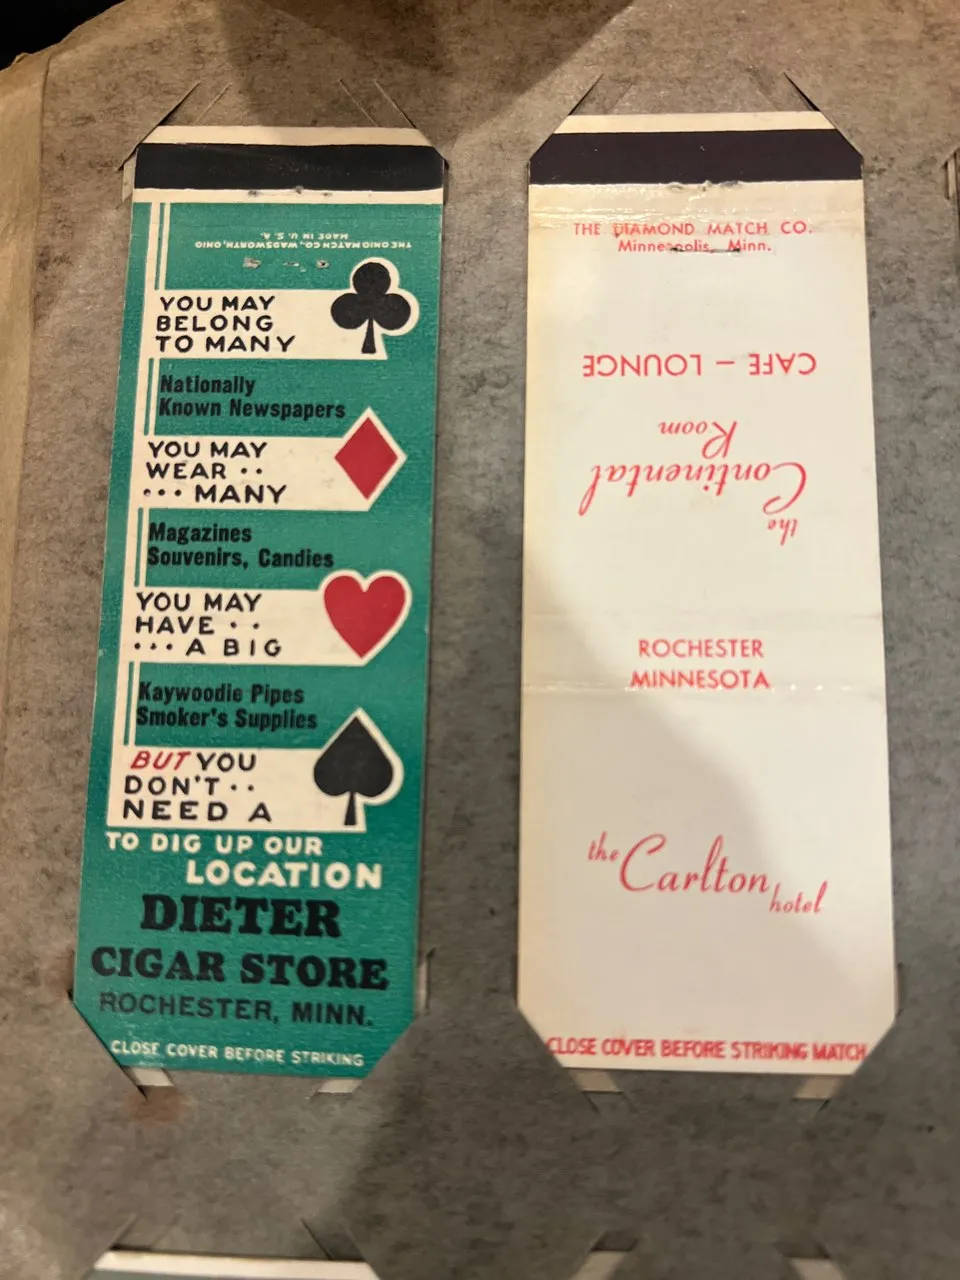 THE OHIO MATCH CO., WADSWORTH, OHIO
MADE IN U. S. A.
YOU MAY
BELONG
TO MANY
Nationally
Known Newspapers
YOU MAY
WEAR ··
··· MANY
Magazines
Souvenirs, Candies
YOU MAY
HAVE ··
··· A BIG
Kaywoodie Pipes
Smoker's Supplies
BUT YOU
DON'T ··
NEED A
TO DIG UP OUR
LOCATION
DIETER
CIGAR STORE
ROCHESTER, MINN.
CLOSE COVER BEFORE STRIKING
THE DIAMOND MATCH CO.
Minneapolis, Minn.
the
Continental
Room
CAFE – LOUNGE
ROCHESTER
MINNESOTA
the Carlton hotel
CLOSE COVER BEFORE STRIKING MATCH